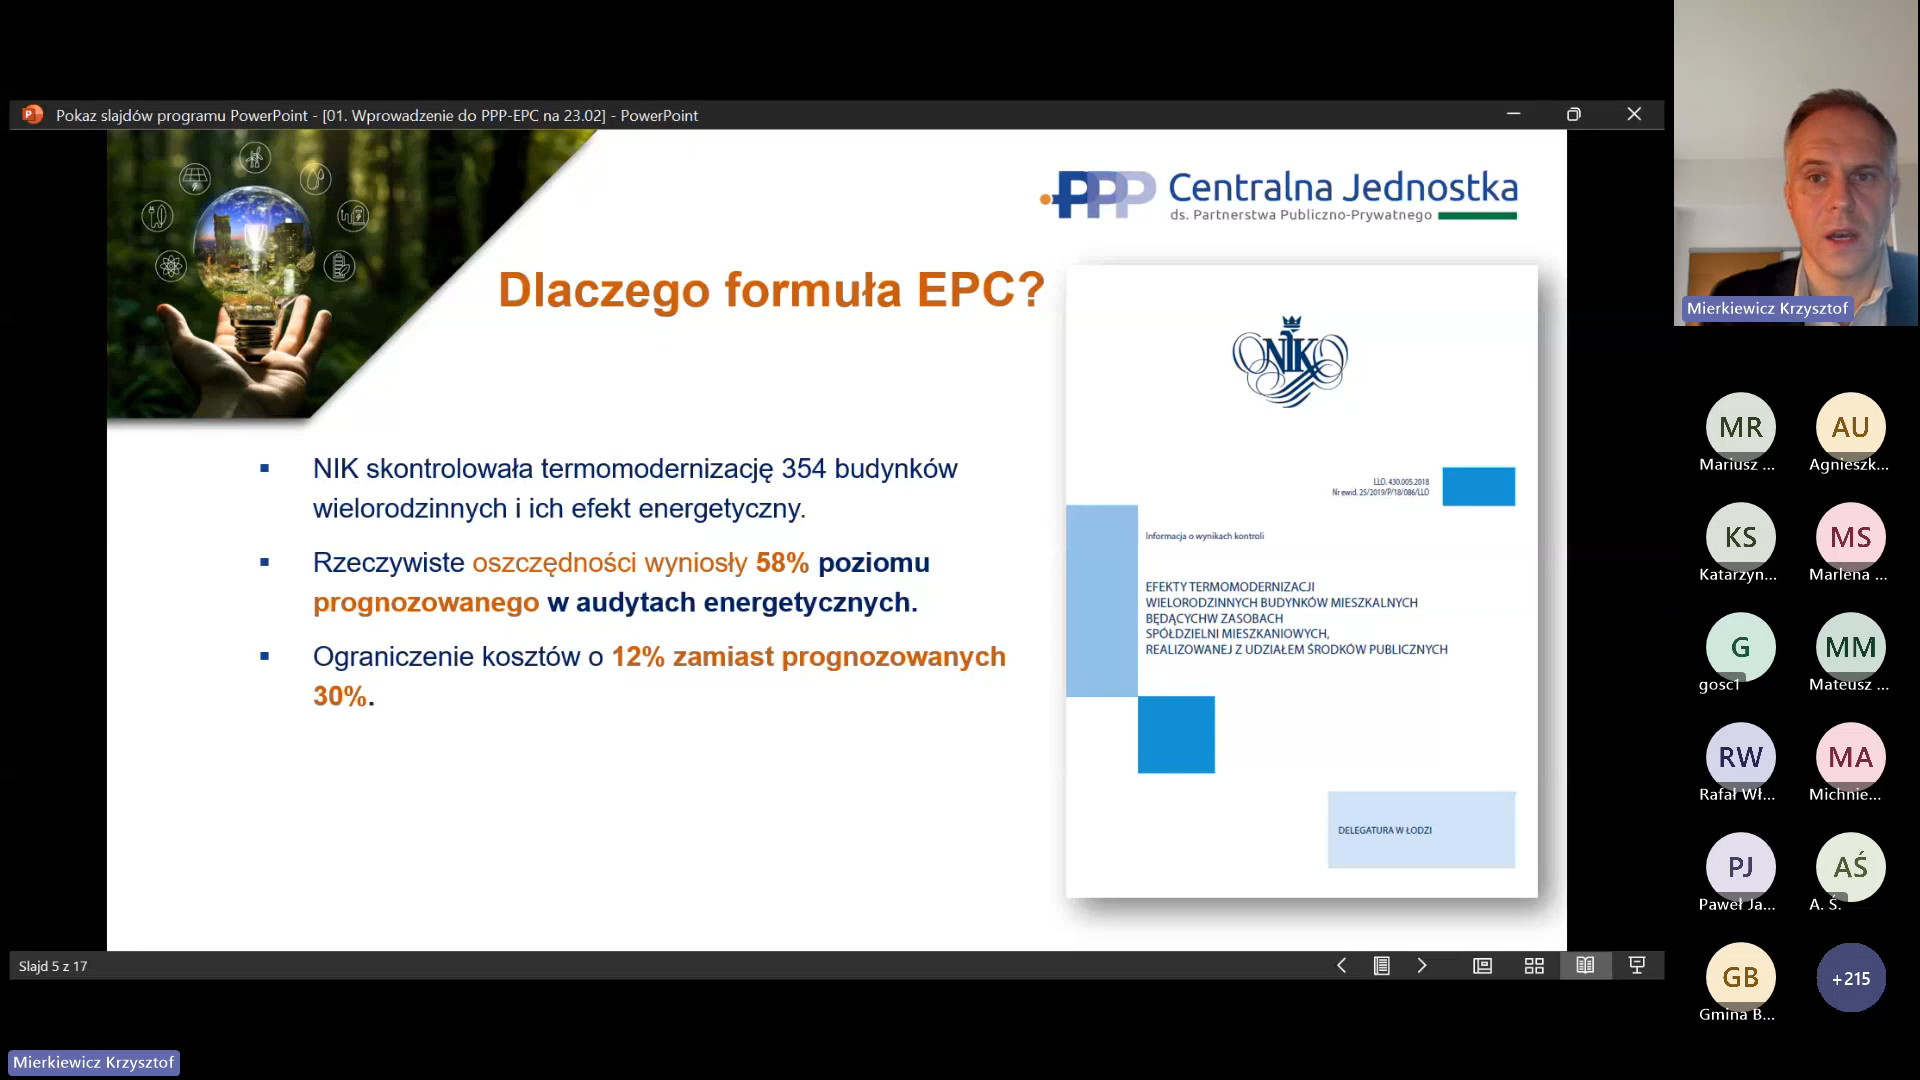 Pokaz slajdów programu PowerPoint - [01. Wprowadzenie do PPP-EPC na 23.02] - PowerPoint
PPP Centralna Jednostka
ds. Partnerstwa Publiczno-Prywatnego
Dlaczego formuła EPC?
NIK skontrolowała termomodernizację 354 budynków
wielorodzinnych i ich efekt energetyczny.
Rzeczywiste oszczędności wyniosły 58% poziomu
prognozowanego w audytach energetycznych.
Ograniczenie kosztów o 12% zamiast prognozowanych
30%.
NIK
LLO. 430.005.2018
Nr ewid. 25/2019/P/18/086/LLO
Informacja o wynikach kontroli
EFEKTY TERMOMODERNIZACJI
WIELORODZINNYCH BUDYNKÓW MIESZKALNYCH
BĘDĄCYCHW ZASOBACH
SPÓŁDZIELNI MIESZKANIOWYCH,
REALIZOWANEJ Z UDZIAŁEM ŚRODKÓW PUBLICZNYCH
DELEGATURA W ŁODZI
Slajd 5 z 17
Mierkiewicz Krzysztof
Mierkiewicz Krzysztof
MR
Mariusz ...
AU
Agnieszk...
KS
Katarzyn...
MS
Marlena ...
G
gosc1
MM
Mateusz ...
RW
Rafał Wł...
MA
Michnie...
PJ
Paweł Ja...
AŚ
A. Ś.
GB
Gmina B...
+215